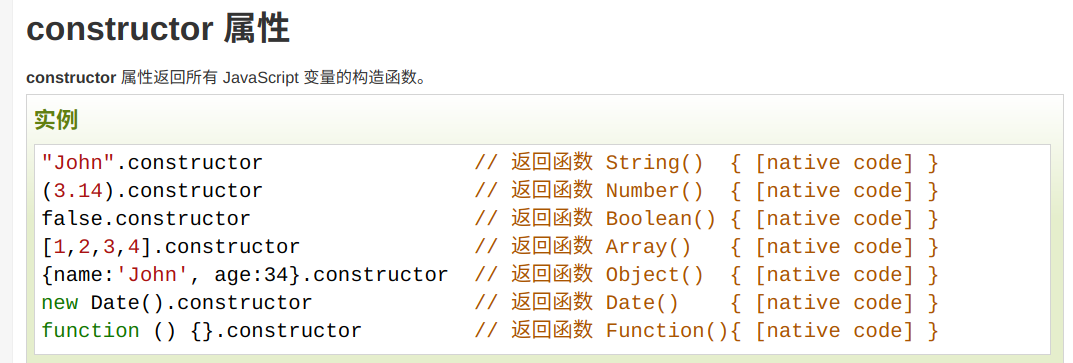 constructor 属性
constructor 属性返回所有 JavaScript 变量的构造函数。
实例
"John".constructor                 // 返回函数 String()  { [native code] }
(3.14).constructor                 // 返回函数 Number()  { [native code] }
false.constructor                  // 返回函数 Boolean() { [native code] }
[1,2,3,4].constructor              // 返回函数 Array()   { [native code] }
{name:'John', age:34}.constructor  // 返回函数 Object()  { [native code] }
new Date().constructor             // 返回函数 Date()    { [native code] }
function () {}.constructor         // 返回函数 Function(){ [native code] }